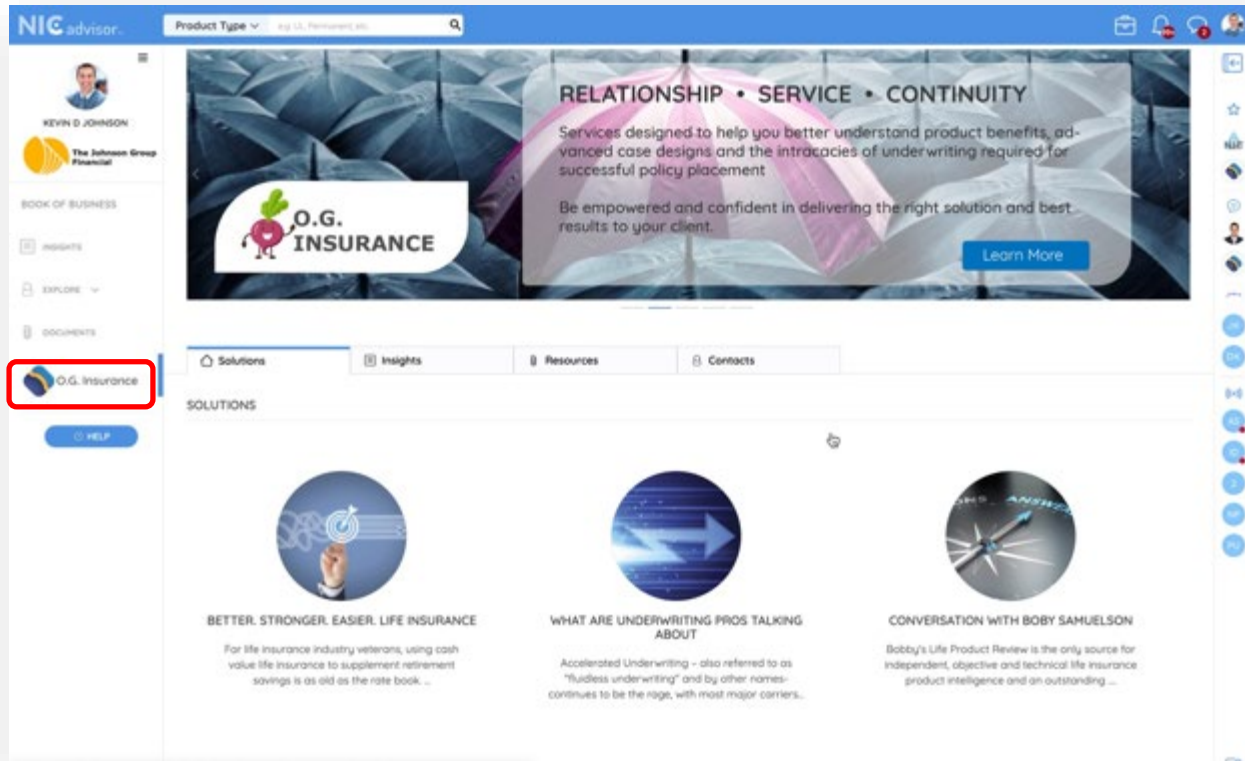 NIC advisor.
Product Type
e.g. UL, Permanent, etc.
KEVIN D JOHNSON
The Johnson Group
Financial
BOOK OF BUSINESS
INSIGHTS
EXPLORE
DOCUMENTS
O.G. Insurance
HELP
O.G.
INSURANCE
RELATIONSHIP • SERVICE • CONTINUITY
Services designed to help you better understand product benefits, ad-
vanced case designs and the intracacies of underwriting required for
successful policy placement
Be empowered and confident in delivering the right solution and best
results to your client.
Learn More
Solutions
Insights
Resources
Contacts
SOLUTIONS
ANSWE
BETTER. STRONGER. EASIER. LIFE INSURANCE
For life insurance industry veterans, using cash
value life insurance to supplement retirement
savings is as old as the rate book. ...
WHAT ARE UNDERWRITING PROS TALKING
ABOUT
Accelerated Underwriting – also referred to as
"fluidless underwriting" and by other names-
continues to be the rage, with most major carriers...
CONVERSATION WITH BOBY SAMUELSON
Bobby's Life Product Review is the only source for
independent, objective and technical life insurance
product intelligence and an outstanding ...